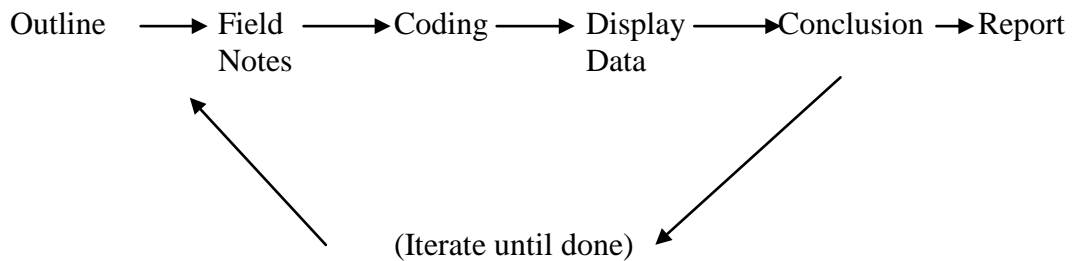 Outline Field Coding Display Conclusion Report
Notes Data
(Iterate until done)